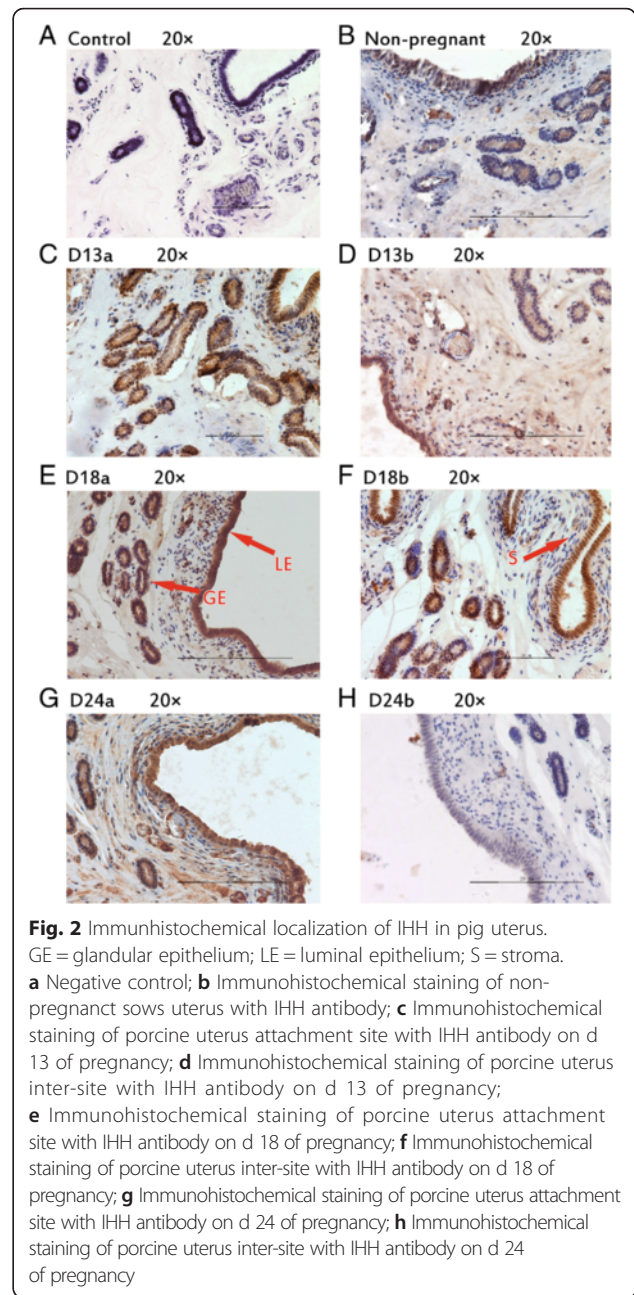 A Control 20×
B Non-pregnant 20×
C D13a 20×
D D13b 20×
E D18a 20×
LE
GE
F D18b 20×
S
G D24a 20×
H D24b 20×
Fig. 2 Immunhistochemical localization of IHH in pig uterus.
GE = glandular epithelium; LE = luminal epithelium; S = stroma.
a Negative control; b Immunohistochemical staining of non-
pregnanct sows uterus with IHH antibody; c Immunohistochemical
staining of porcine uterus attachment site with IHH antibody on d
13 of pregnancy; d Immunohistochemical staining of porcine uterus
inter-site with IHH antibody on d 13 of pregnancy;
e Immunohistochemical staining of porcine uterus attachment
site with IHH antibody on d 18 of pregnancy; f Immunohistochemical
staining of porcine uterus inter-site with IHH antibody on d 18 of
pregnancy; g Immunohistochemical staining of porcine uterus attachment
site with IHH antibody on d 24 of pregnancy; h Immunohistochemical
staining of porcine uterus inter-site with IHH antibody on d 24
of pregnancy